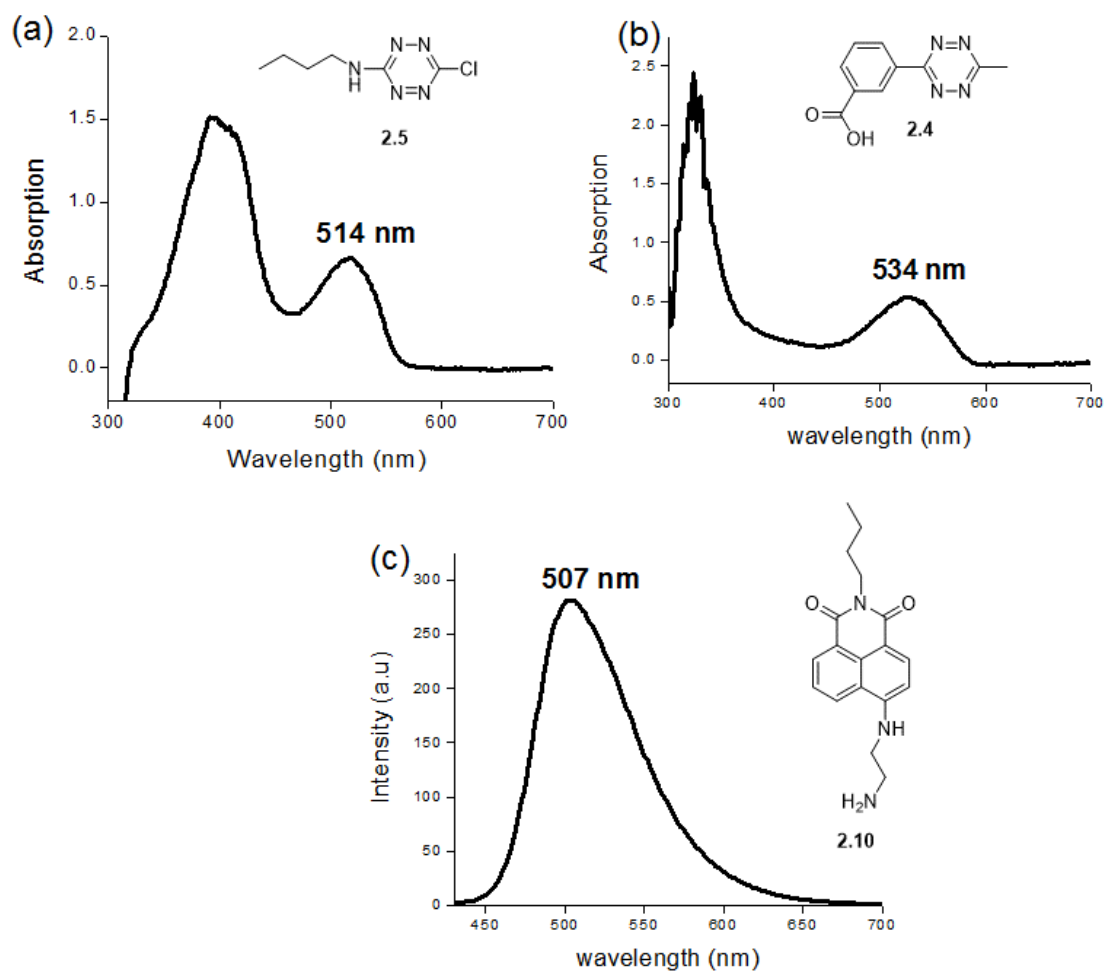 (a)
2.0
1.5
1.0
0.5
0.0
300 400 500 600 700
Absorption
Wavelength (nm)
514 nm
N N
N N
N
H
Cl
2.5
(b)
2.5
2.0
1.5
1.0
0.5
0.0
300 400 500 600 700
Absorption
wavelength (nm)
534 nm
N N
N N
O
OH
2.4
(c)
300
250
200
150
100
50
0
450 500 550 600 650 700
Intensity (a.u)
wavelength (nm)
507 nm
O N O
NH
H₂N
2.10